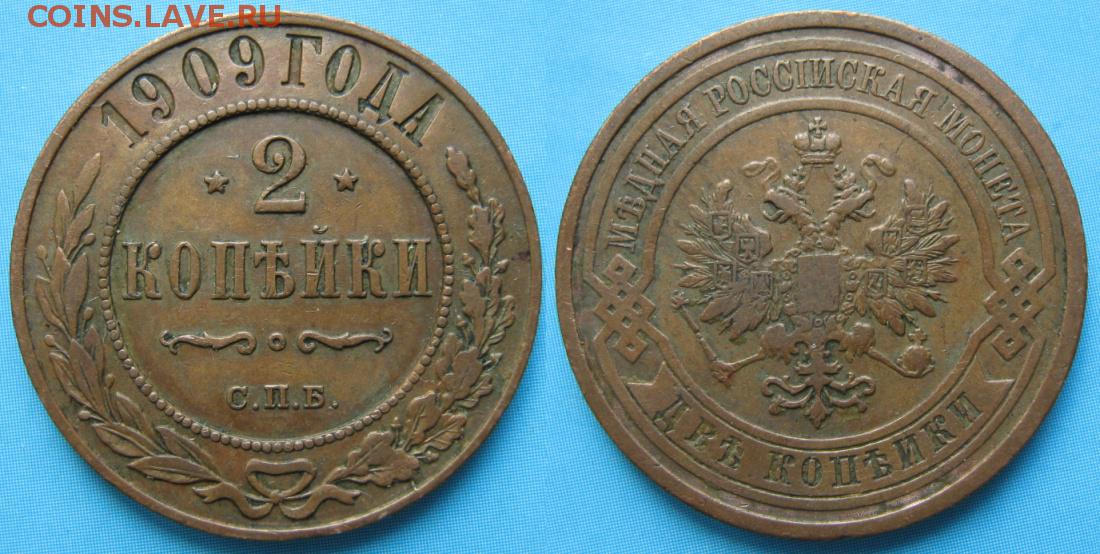 COINS.LAVE.RU
1909 ГОДА
2
КОПѢЙКИ
С.П.Б.
МѢДНАЯ РОССІЙСКАЯ МОНЕТА
ДВѢ КОПѢЙКИ